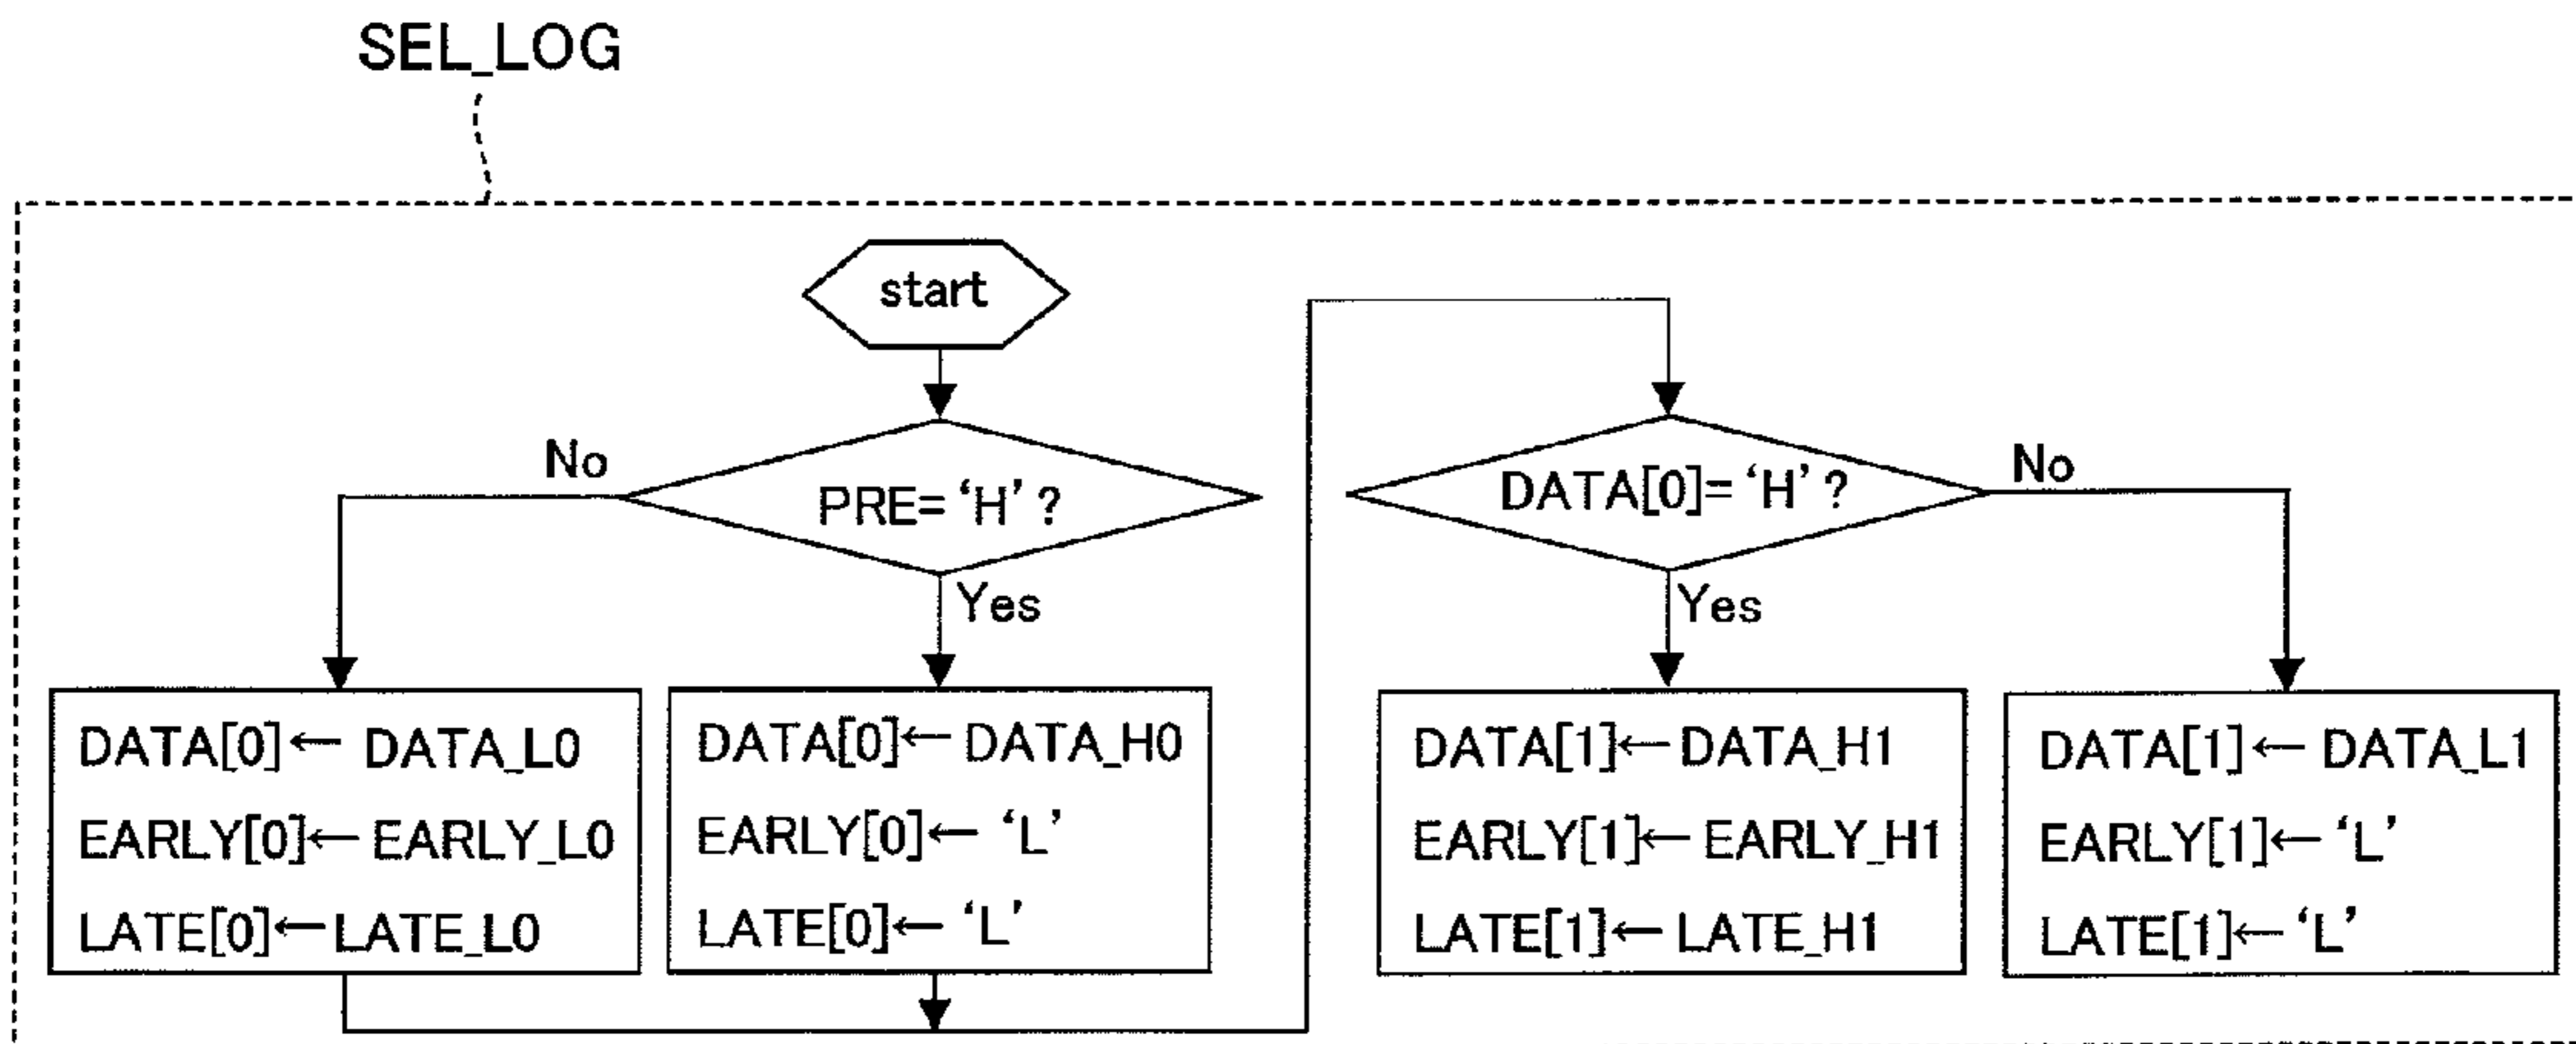 SEL_LOG
start
No
PRE= ‘H’ ?
Yes
DATA[0]← DATA_L0
EARLY[0]← EARLY_L0
LATE[0]← LATE_L0
DATA[0]← DATA_H0
EARLY[0]← ‘L’
LATE[0]← ‘L’
DATA[0]= ‘H’ ?
No
Yes
DATA[1]← DATA_H1
EARLY[1]← EARLY_H1
LATE[1]← LATE_H1
DATA[1]← DATA_L1
EARLY[1]← ‘L’
LATE[1]← ‘L’